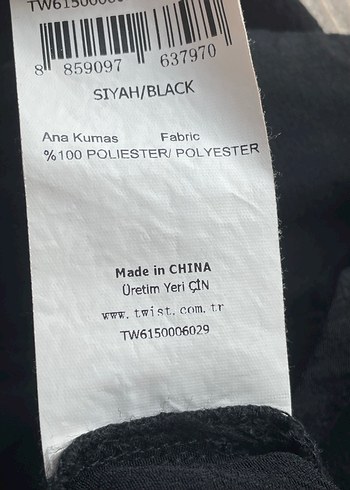 8 859097 637970
SIYAH/BLACK
Ana Kumas Fabric
%100 POLIESTER/ POLYESTER
Made in CHINA
Üretim Yeri ÇİN
www.twist.com.tr
TW6150006029